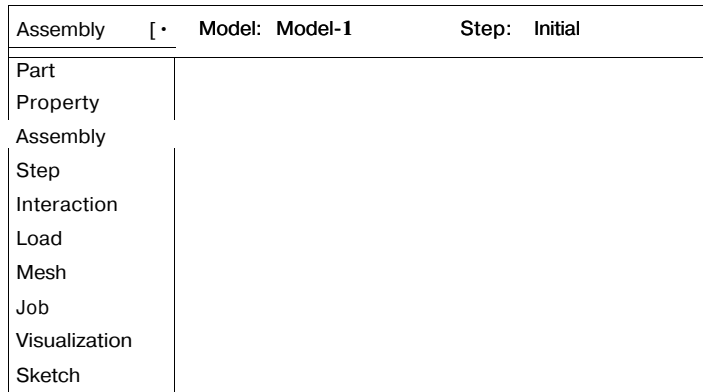 Assembly [ · Model: Model-1 Step: Initial
Part
Property
Assembly
Step
Interaction
Load
Mesh
Job
Visualization
Sketch